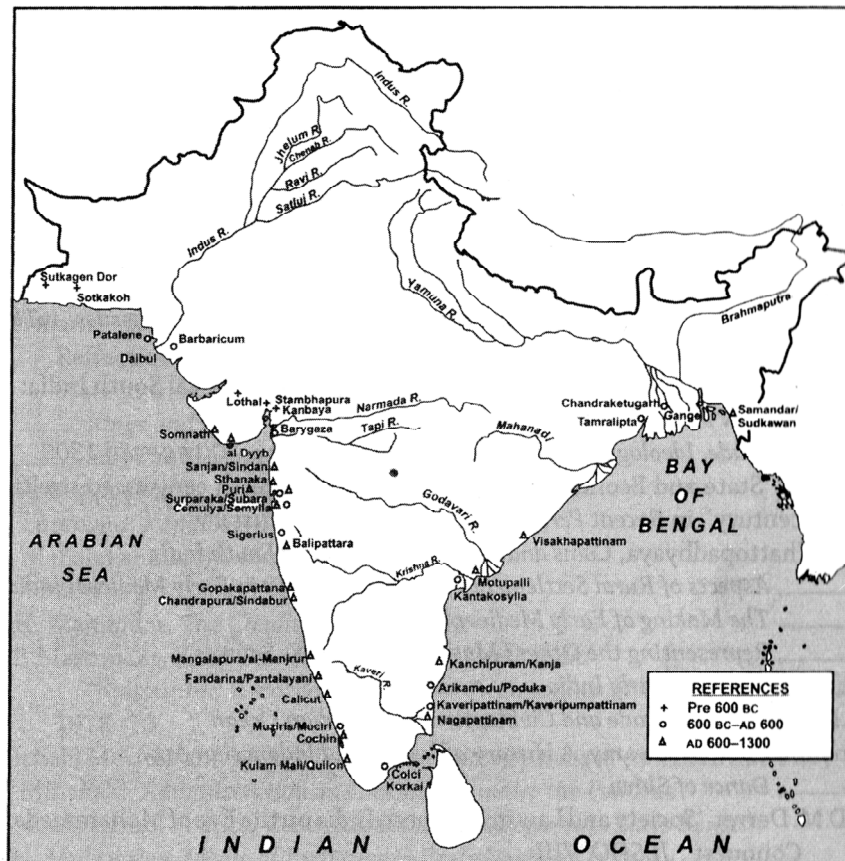 Indus R.
Jhelum R.
Chenab R.
Ravi R.
Satluj R.
Indus R.
Sutkagen Dor
Sotkakoh
Yamuna R.
Brahmaputra
Patalene
Barbaricum
Daibul
Lothal
Stambhapura
Kanbaya
Narmada R.
Chandraketugarh
Tamralipta
Gange
Samandar/
Sudkawan
Somnath
Barygaza
Tapi R.
Mahanadi
al Dyyb
Sanjan/Sindan
Sthanaka
Puri
Surparaka/Subara
Cemulya/Semylla
Godavari R.
BAY
OF
BENGAL
ARABIAN
SEA
Sigerius
Balipattara
Visakhapattinam
Krishna R.
Motupalli
Kantakosylla
Gopakapattana
Chandrapura/Sindabur
Mangalapura/al-Manjrur
Kanchipuram/Kanja
Fandarina/Pantalayani
Kaveri
R.
Arikamedu/Poduka
Calicut
Kaveripattinam/Kaveripumpattinam
Nagapattinam
Muziris/Muciri
Cochin
Kulam Mali/Quilon
Colci
Korkai
REFERENCES
+ Pre 600 BC
o 600 BC–AD 600
△ AD 600–1300
INDIAN OCEAN